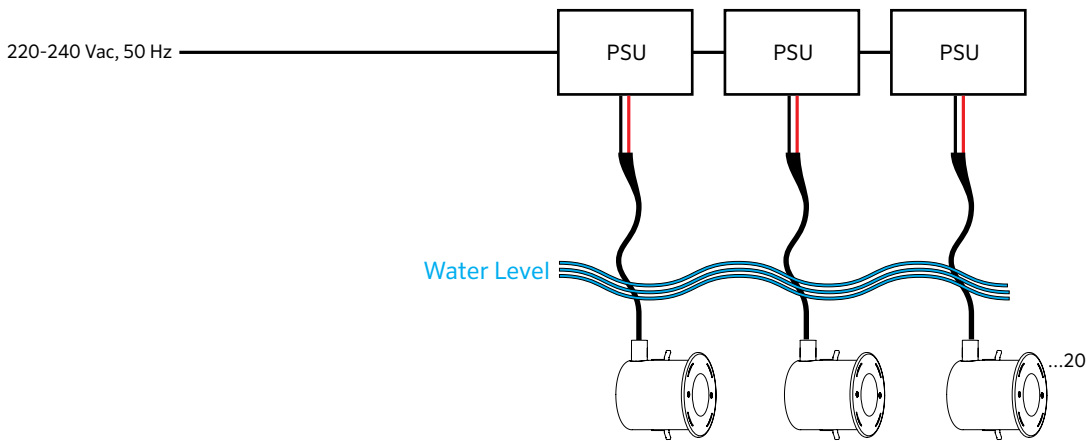 220-240 Vac, 50 Hz
PSU
PSU
PSU
Water Level
...20